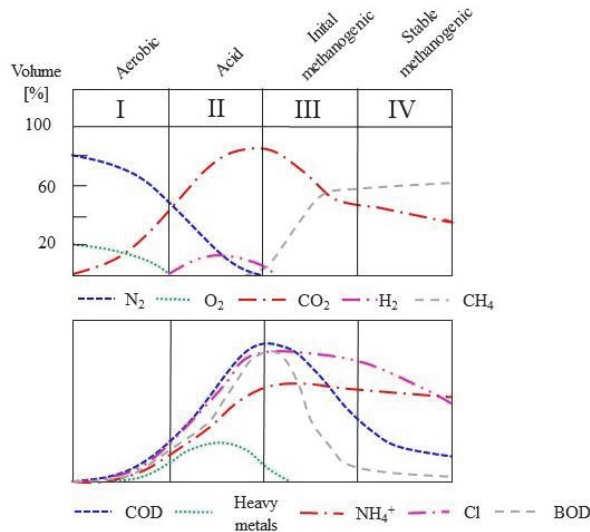 Aerobic
Acid
Inital
methanogenic
Stable
methanogenic
Volume
[%]
I II III IV
100
60
20
N₂ O₂ CO₂ H₂ CH₄
COD Heavy metals NH₄⁺ Cl BOD